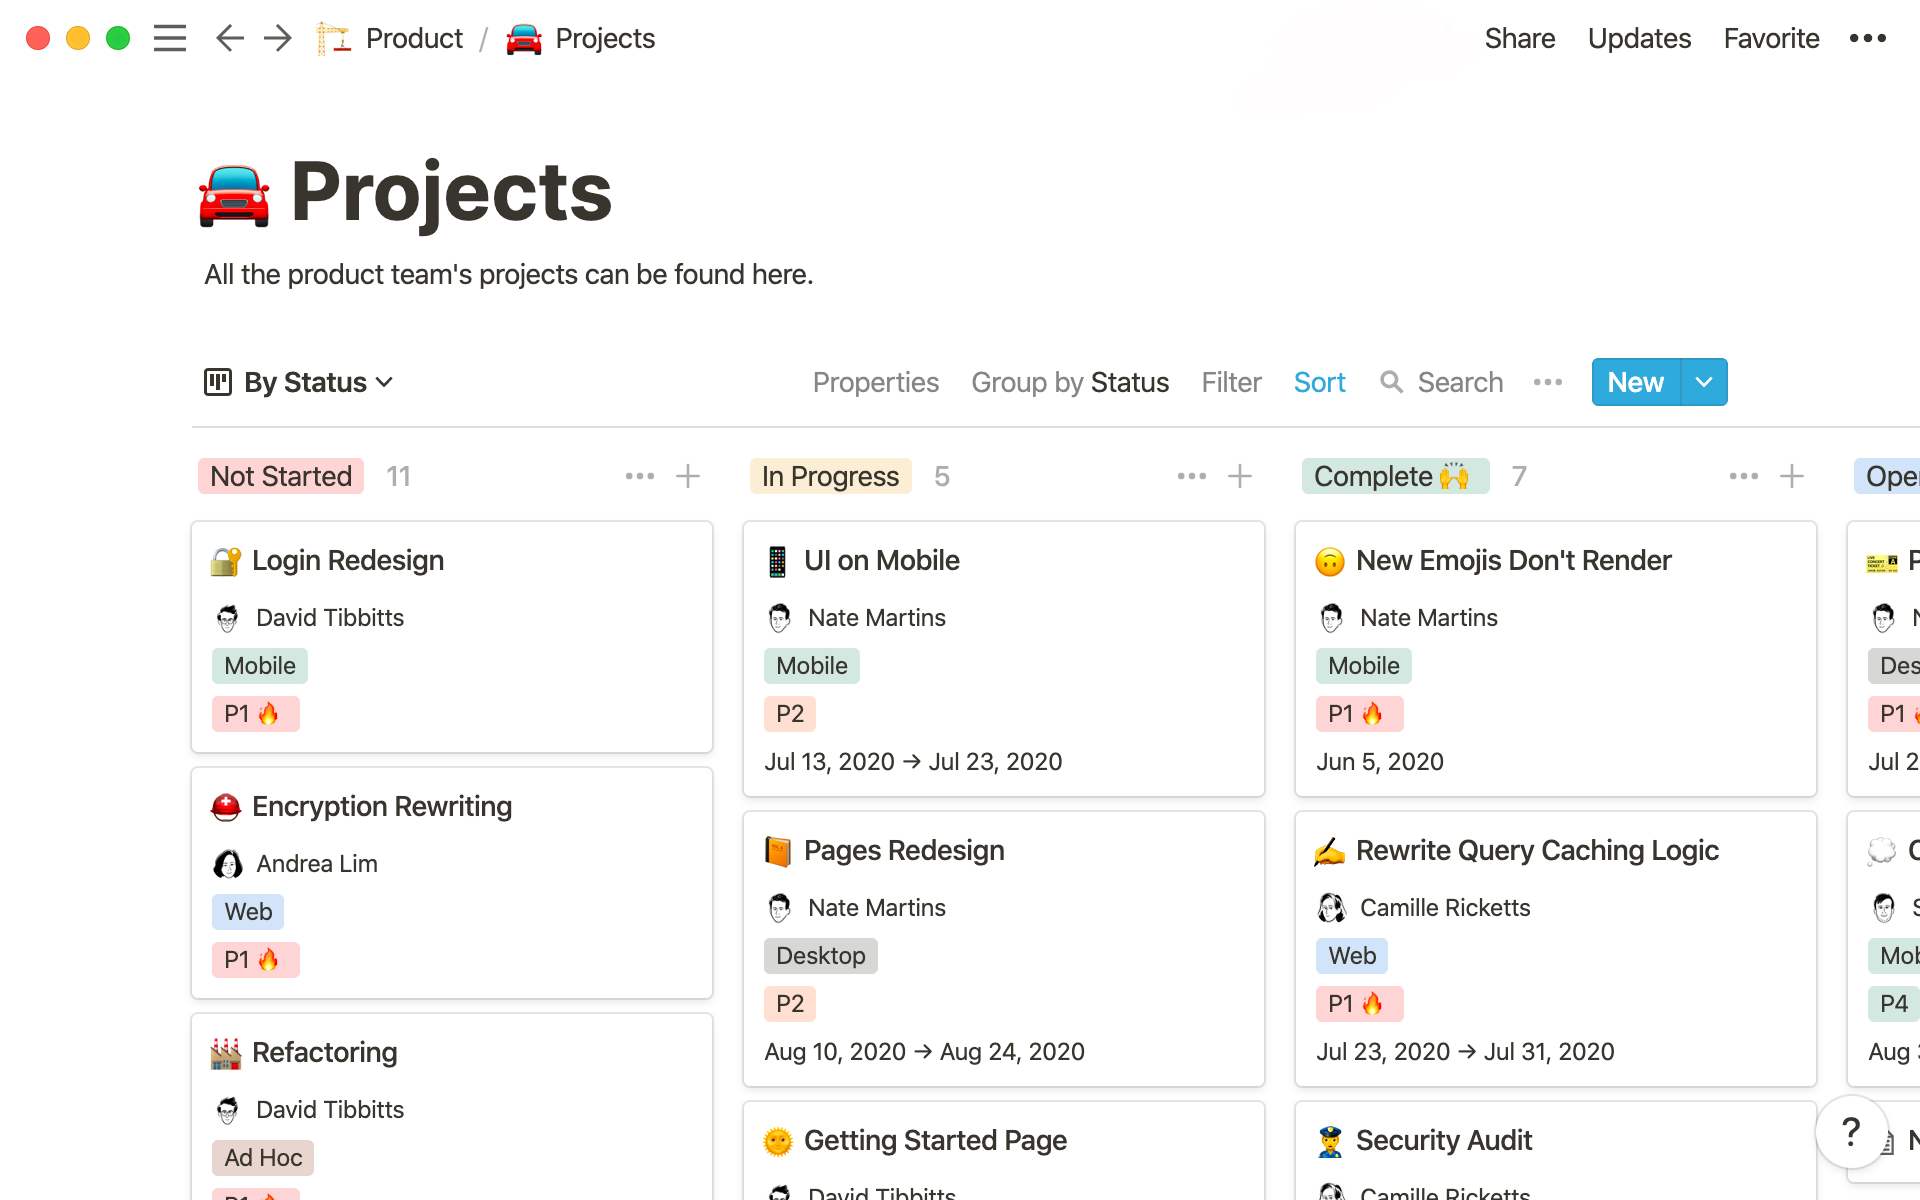 Product / Projects
Share Updates Favorite
Projects
All the product team's projects can be found here.
By Status
Properties Group by Status Filter Sort Search New
Not Started 11
Login Redesign
David Tibbitts
Mobile
P1
Encryption Rewriting
Andrea Lim
Web
P1
Refactoring
David Tibbitts
Ad Hoc
P1
In Progress 5
UI on Mobile
Nate Martins
Mobile
P2
Jul 13, 2020 → Jul 23, 2020
Pages Redesign
Nate Martins
Desktop
P2
Aug 10, 2020 → Aug 24, 2020
Getting Started Page
David Tibbitts
Complete 🙌 7
New Emojis Don't Render
Nate Martins
Mobile
P1
Jun 5, 2020
Rewrite Query Caching Logic
Camille Ricketts
Web
P1
Jul 23, 2020 → Jul 31, 2020
Security Audit
Camille Ricketts
P1
Jul
P4
Aug
?